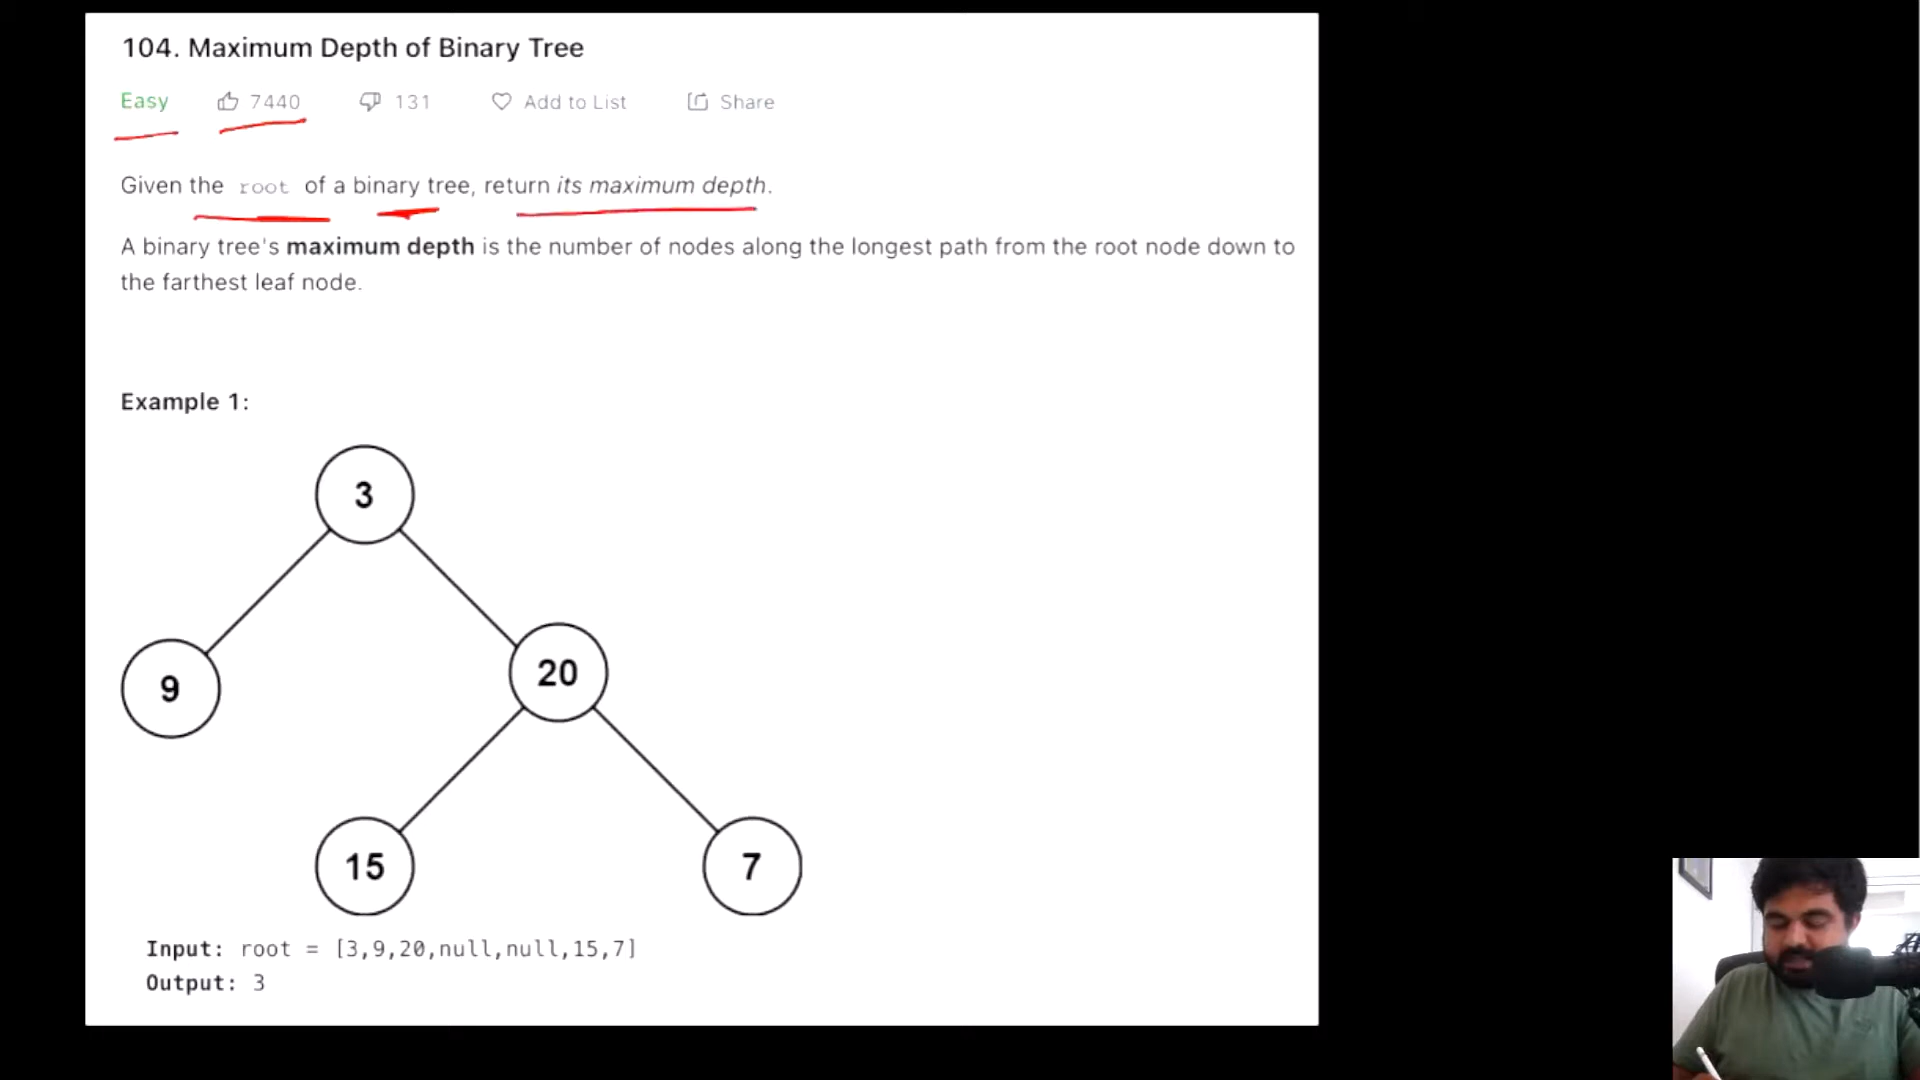 104. Maximum Depth of Binary Tree
Easy 7440 131 Add to List Share
Given the root of a binary tree, return its maximum depth.
A binary tree's maximum depth is the number of nodes along the longest path from the root node down to
the farthest leaf node.
Example 1:
3
9
20
15
7
Input: root = [3,9,20,null,null,15,7]
Output: 3